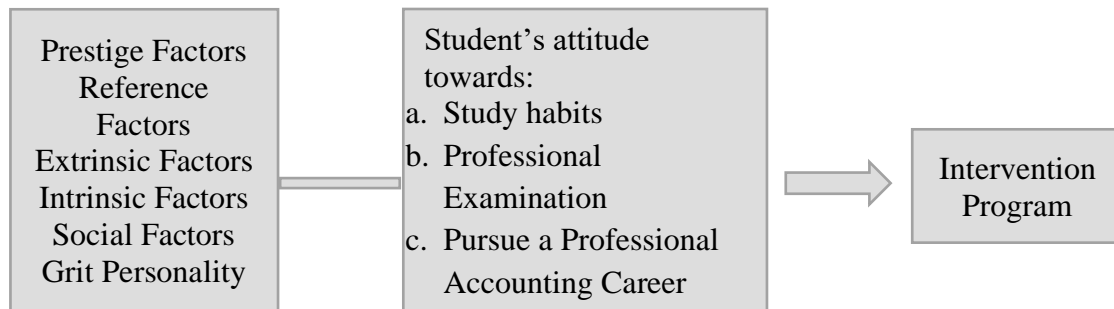 Prestige Factors
Reference
Factors
Extrinsic Factors
Intrinsic Factors
Social Factors
Grit Personality
Student’s attitude
towards:
a. Study habits
b. Professional
Examination
c. Pursue a Professional
Accounting Career
Intervention
Program